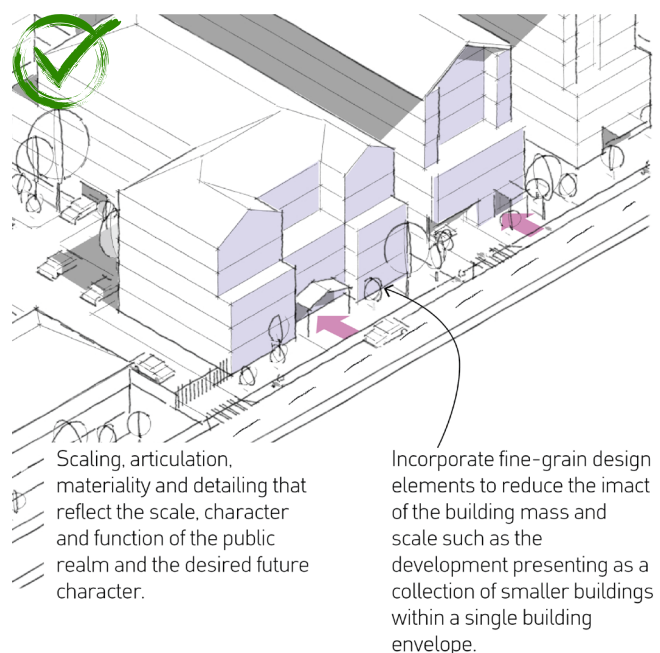 Scaling, articulation,
materiality and detailing that
reflect the scale, character
and function of the public
realm and the desired future
character.
Incorporate fine-grain design
elements to reduce the imact
of the building mass and
scale such as the
development presenting as a
collection of smaller buildings
within a single building
envelope.